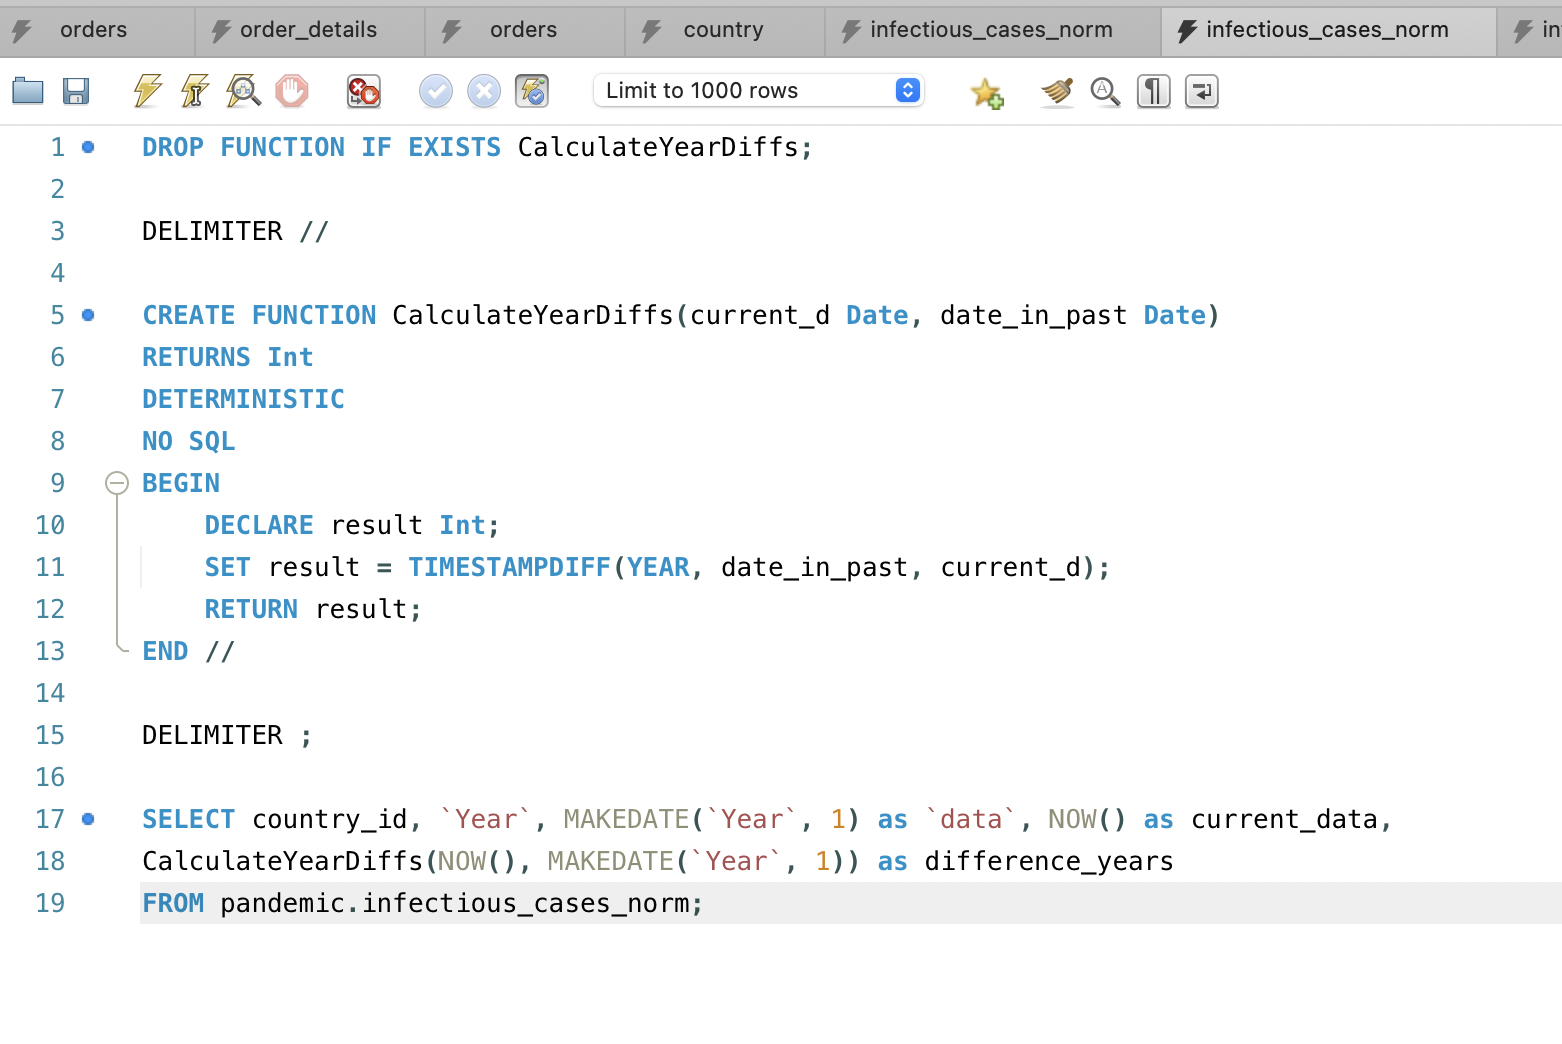 orders order_details orders country infectious_cases_norm infectious_cases_norm in
Limit to 1000 rows
1 DROP FUNCTION IF EXISTS CalculateYearDiffs;
2
3 DELIMITER //
4
5 CREATE FUNCTION CalculateYearDiffs(current_d Date, date_in_past Date)
6 RETURNS Int
7 DETERMINISTIC
8 NO SQL
9 BEGIN
10 DECLARE result Int;
11 SET result = TIMESTAMPDIFF(YEAR, date_in_past, current_d);
12 RETURN result;
13 END //
14
15 DELIMITER ;
16
17 SELECT country_id, `Year`, MAKEDATE(`Year`, 1) as `data`, NOW() as current_data,
18 CalculateYearDiffs(NOW(), MAKEDATE(`Year`, 1)) as difference_years
19 FROM pandemic.infectious_cases_norm;